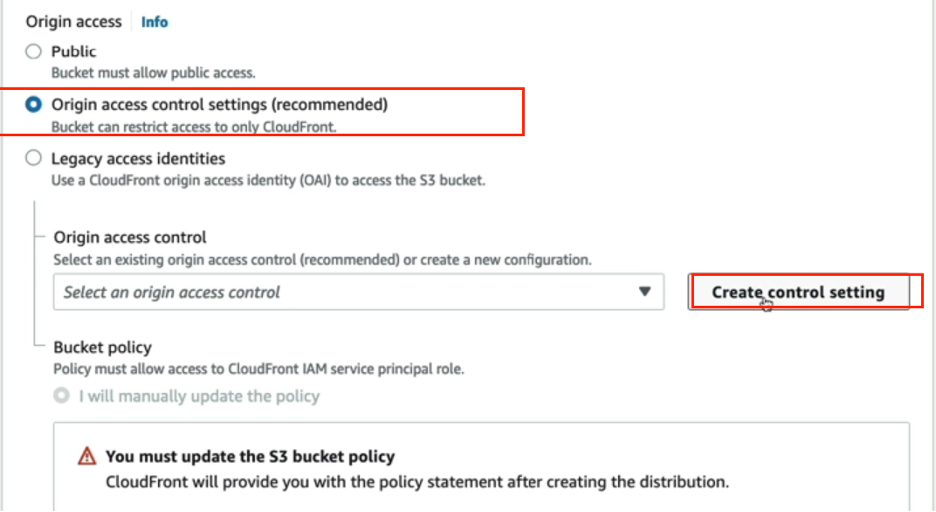 Origin access Info
Public
Bucket must allow public access.
Origin access control settings (recommended)
Bucket can restrict access to only CloudFront.
Legacy access identities
Use a CloudFront origin access identity (OAI) to access the S3 bucket.
Origin access control
Select an existing origin access control (recommended) or create a new configuration.
Select an origin access control
Create control setting
Bucket policy
Policy must allow access to CloudFront IAM service principal role.
I will manually update the policy
You must update the S3 bucket policy
CloudFront will provide you with the policy statement after creating the distribution.